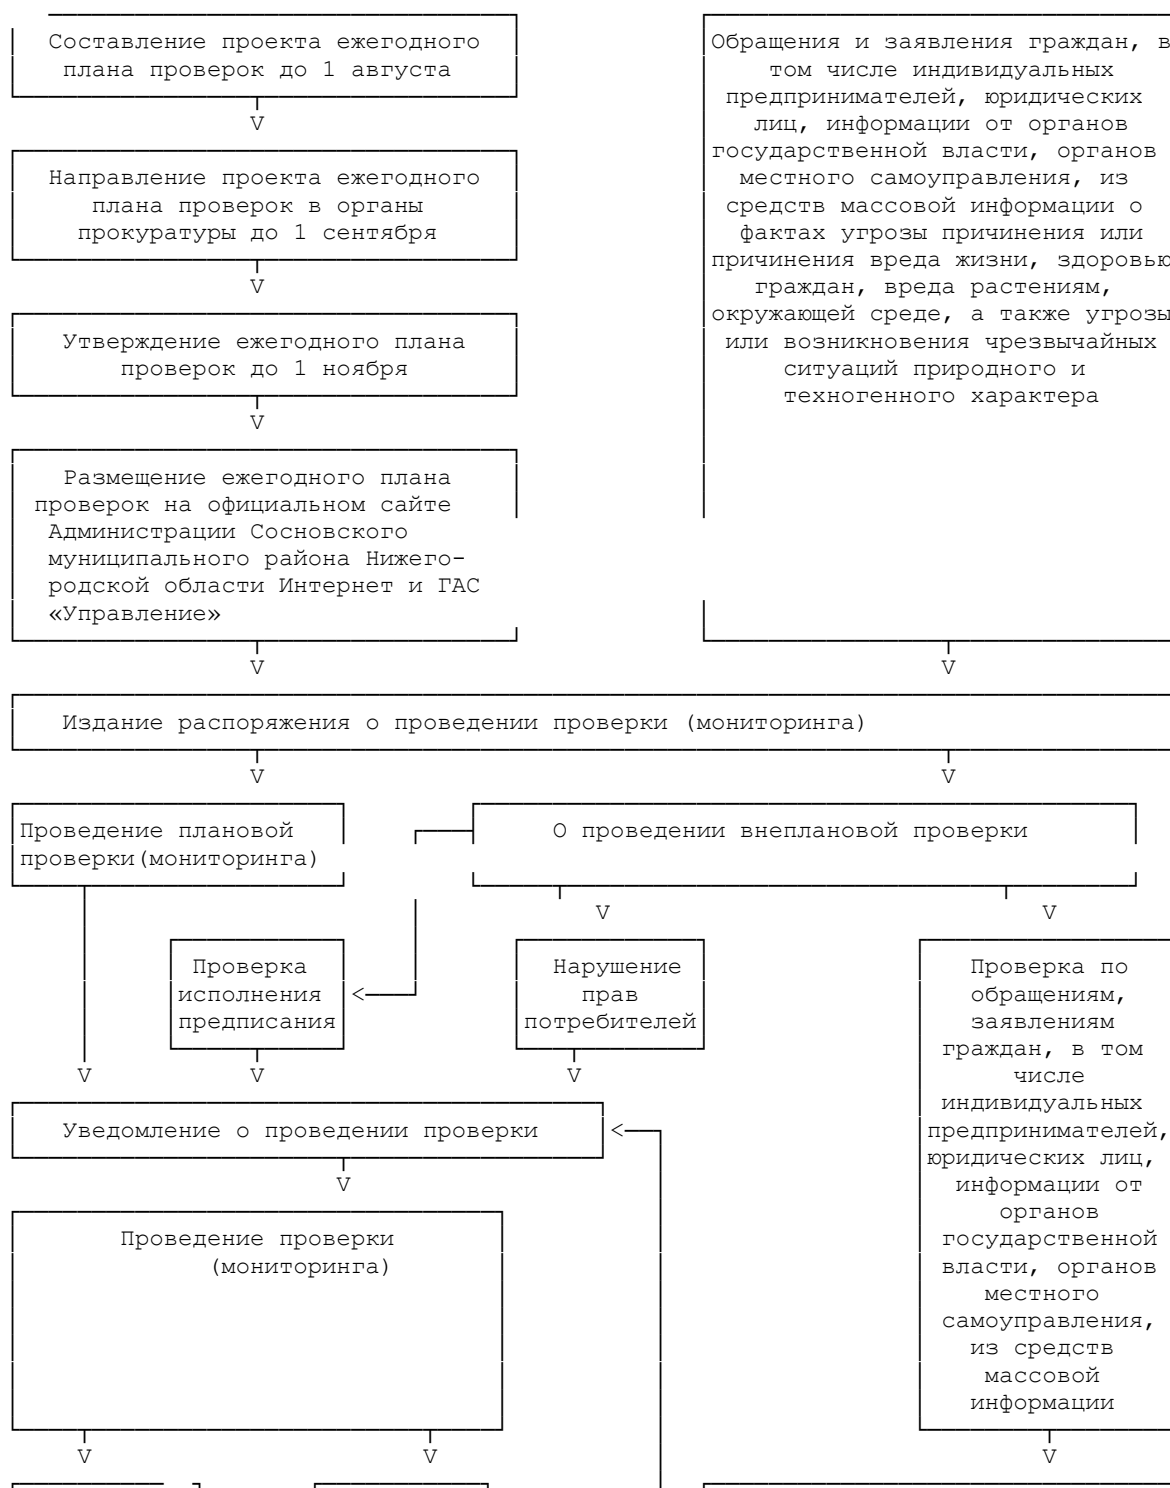 Составление проекта ежегодного
плана проверок до 1 августа
V
Направление проекта ежегодного
плана проверок в органы
прокуратуры до 1 сентября
V
Утверждение ежегодного плана
проверок до 1 ноября
V
Размещение ежегодного плана
проверок на официальном сайте
Администрации Сосновского
муниципального района Нижего-
родской области Интернет и ГАС
«Управление»
V
Обращения и заявления граждан, в
том числе индивидуальных
предпринимателей, юридических
лиц, информации от органов
государственной власти, органов
местного самоуправления, из
средств массовой информации о
фактах угрозы причинения или
причинения вреда жизни, здоровью
граждан, вреда растениям,
окружающей среде, а также угрозы
или возникновения чрезвычайных
ситуаций природного и
техногенного характера
V
Издание распоряжения о проведении проверки (мониторинга)
V V
Проведение плановой
проверки(мониторинга)
О проведении внеплановой проверки
V V
Проверка
исполнения <
предписания
Нарушение
прав
потребителей
V V V
Уведомление о проведении проверки <
V
Проведение проверки
(мониторинга)
V V
Проверка по
обращениям,
заявлениям
граждан, в том
числе
индивидуальных
предпринимателей,
юридических лиц,
информации от
органов
государственной
власти, органов
местного
самоуправления,
из средств
массовой
информации
V